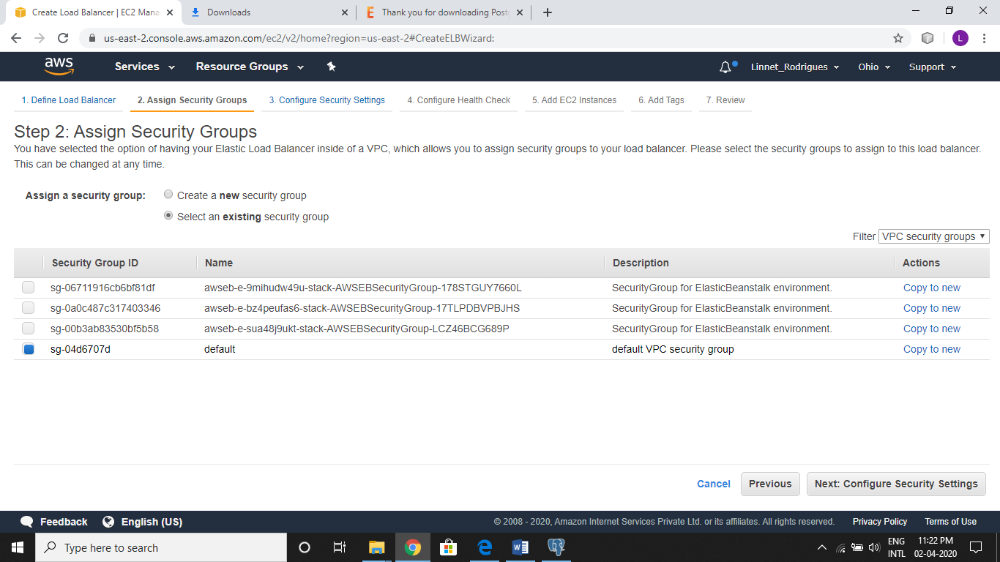 Create Load Balancer | EC2 Mana
Downloads
Thank you for downloading Postg
us-east-2.console.aws.amazon.com/ec2/v2/home?region=us-east-2#CreateELBWizard:
L
aws
Services
Resource Groups
Linnet_Rodrigues
Ohio
Support
1. Define Load Balancer
2. Assign Security Groups
3. Configure Security Settings
4. Configure Health Check
5. Add EC2 Instances
6. Add Tags
7. Review
Step 2: Assign Security Groups
You have selected the option of having your Elastic Load Balancer inside of a VPC, which allows you to assign security groups to your load balancer. Please select the security groups to assign to this load balancer.
This can be changed at any time.
Assign a security group:
Create a new security group
Select an existing security group
Filter VPC security groups
Security Group ID Name Description Actions
sg-06711916cb6bf81df awseb-e-9mihudw49u-stack-AWSEBSecurityGroup-178STGUY7660L SecurityGroup for ElasticBeanstalk environment. Copy to new
sg-0a0c487c317403346 awseb-e-bz4peufas6-stack-AWSEBSecurityGroup-17TLPDBVPBJHS SecurityGroup for ElasticBeanstalk environment. Copy to new
sg-00b3ab83530bf5b58 awseb-e-sua48j9ukt-stack-AWSEBSecurityGroup-LCZ46BCG689P SecurityGroup for ElasticBeanstalk environment. Copy to new
sg-04d6707d default default VPC security group Copy to new
Cancel
Previous
Next: Configure Security Settings
Feedback
English (US)
© 2008 - 2020, Amazon Internet Services Private Ltd. or its affiliates. All rights reserved.
Privacy Policy
Terms of Use
Type here to search
ENG
INTL
11:22 PM
02-04-2020